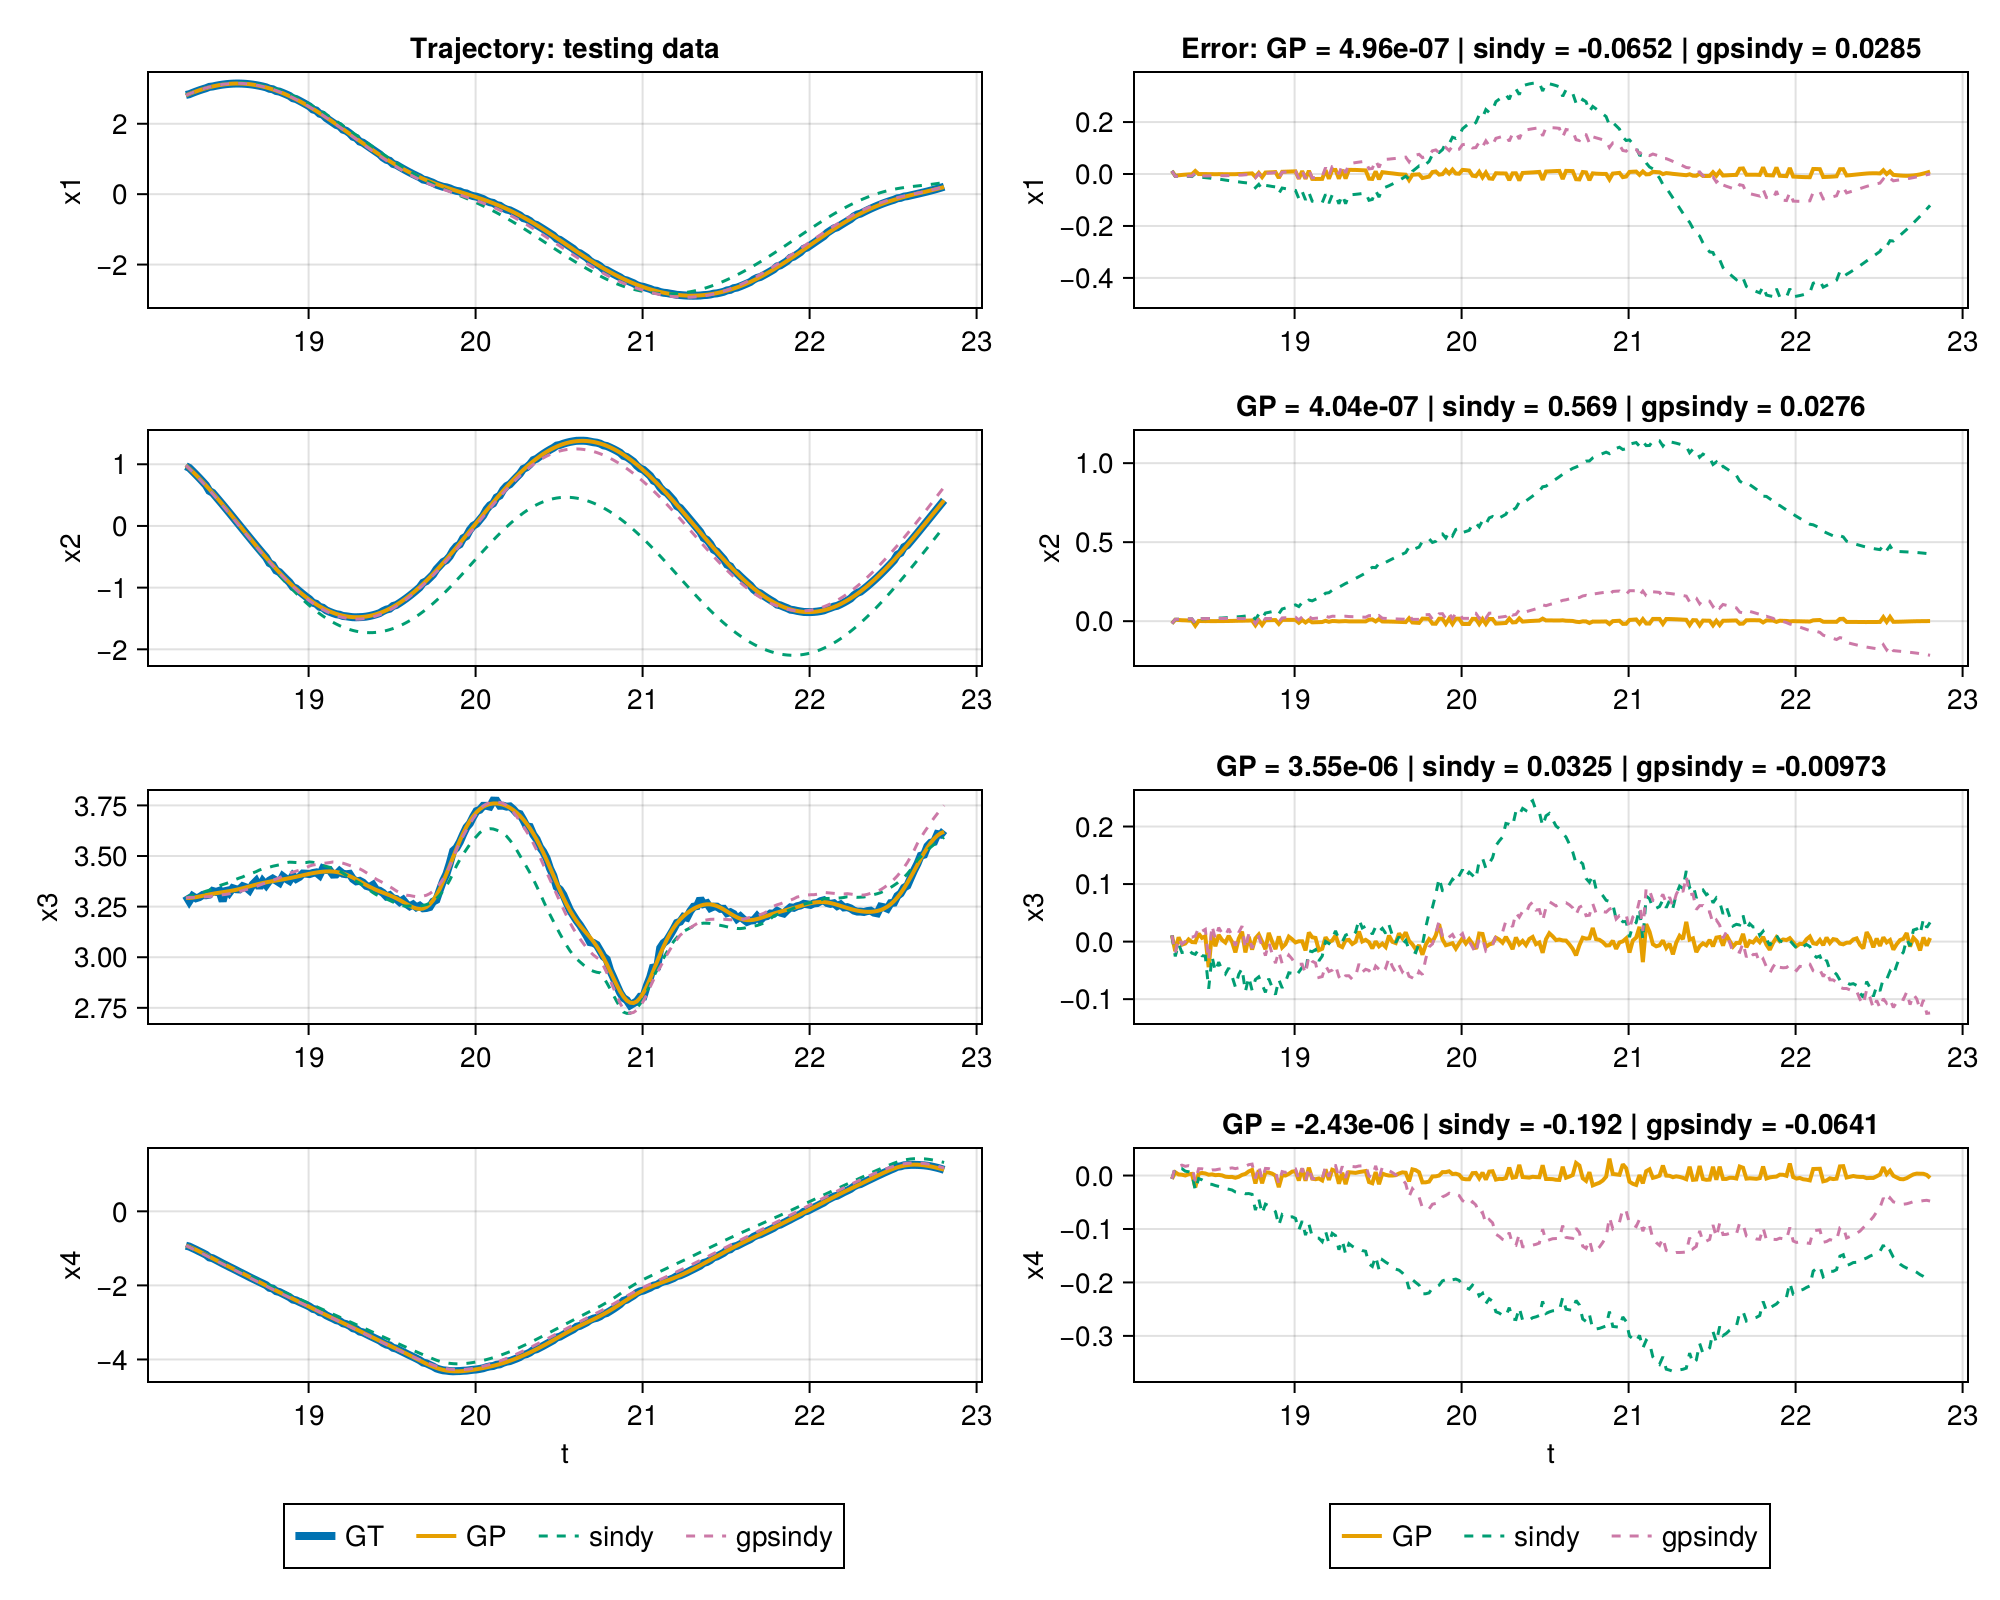 Trajectory: testing data
Error: GP = 4.96e-07 | sindy = -0.0652 | gpsindy = 0.0285
x1
2
0
−2
19 20 21 22 23
x1
0.2
0.0
−0.2
−0.4
19 20 21 22 23
GP = 4.04e-07 | sindy = 0.569 | gpsindy = 0.0276
x2
1
0
−1
−2
19 20 21 22 23
x2
1.0
0.5
0.0
19 20 21 22 23
GP = 3.55e-06 | sindy = 0.0325 | gpsindy = -0.00973
x3
3.75
3.50
3.25
3.00
2.75
19 20 21 22 23
x3
0.2
0.1
0.0
−0.1
19 20 21 22 23
GP = -2.43e-06 | sindy = -0.192 | gpsindy = -0.0641
x4
0
−2
−4
19 20 21 22 23
t
x4
0.0
−0.1
−0.2
−0.3
19 20 21 22 23
t
GT GP sindy gpsindy
GP sindy gpsindy